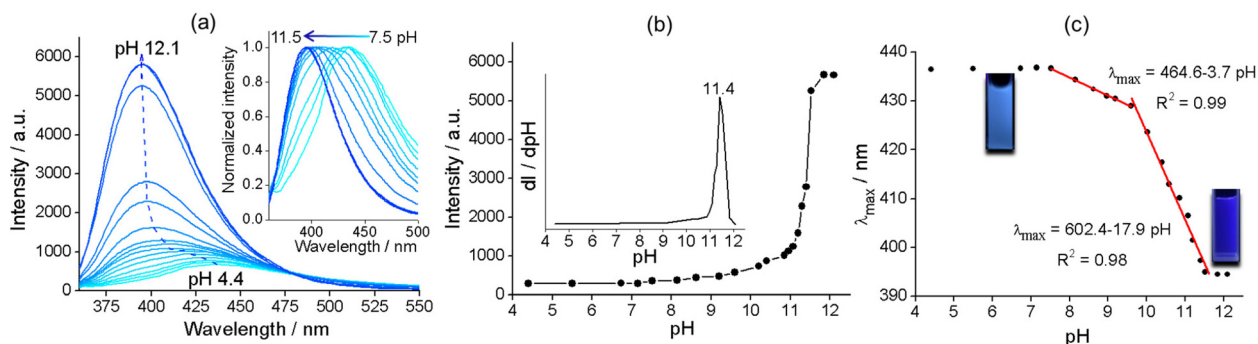 (a)
pH 12.1
6000
5000
4000
3000
2000
1000
0
Intensity / a.u.
375 400 425 450 475 500 525 550
Wavelength / nm
pH 4.4
11.5
7.5 pH
1.0
0.8
0.6
0.4
0.2
0.0
Normalized intensity
400 450 500
Wavelength / nm
(b)
6000
5000
4000
3000
2000
1000
0
Intensity / a.u.
4 5 6 7 8 9 10 11 12 13
pH
11.4
dI / dpH
4 5 6 7 8 9 10 11 12
pH
(c)
440
430
420
410
400
390
λmax / nm
4 5 6 7 8 9 10 11 12
pH
λmax = 464.6-3.7 pH
R² = 0.99
λmax = 602.4-17.9 pH
R² = 0.98